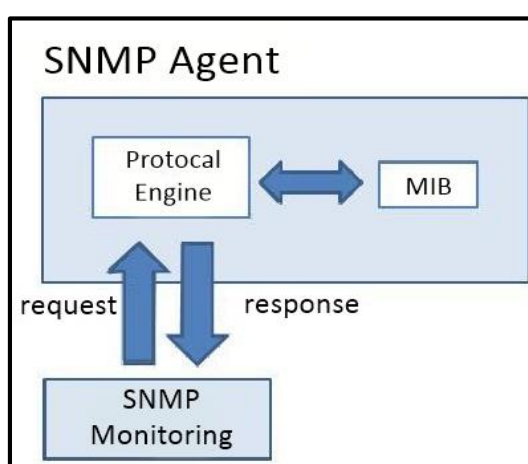 SNMP Agent
Protocal
Engine
MIB
request
response
SNMP
Monitoring